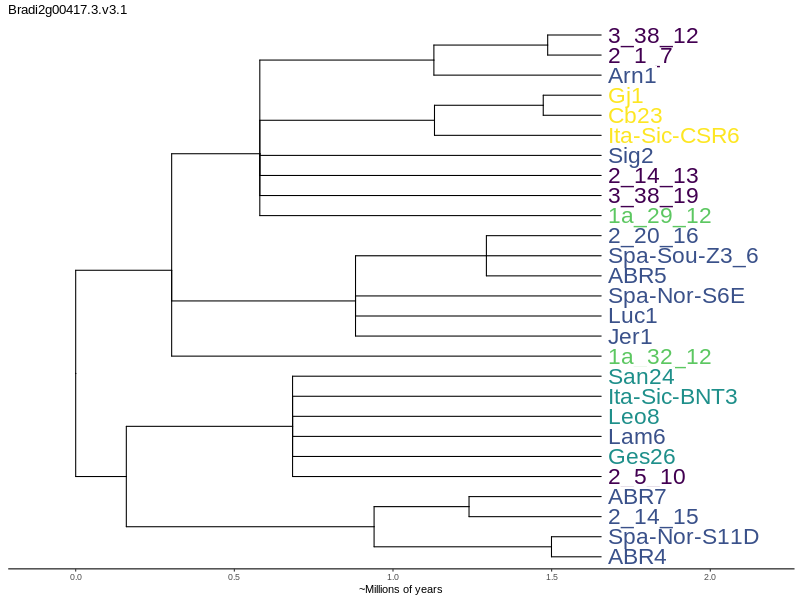 Bradi2g00417.3.v3.1
3_38_12
2_1_7
Arn1
Gj1
Cb23
Ita-Sic-CSR6
Sig2
2_14_13
3_38_19
1a_29_12
2_20_16
Spa-Sou-Z3_6
ABR5
Spa-Nor-S6E
Luc1
Jer1
1a_32_12
San24
Ita-Sic-BNT3
Leo8
Lam6
Ges26
2_5_10
ABR7
2_14_15
Spa-Nor-S11D
ABR4
0.0 0.5 1.0 1.5 2.0
~Millions of years